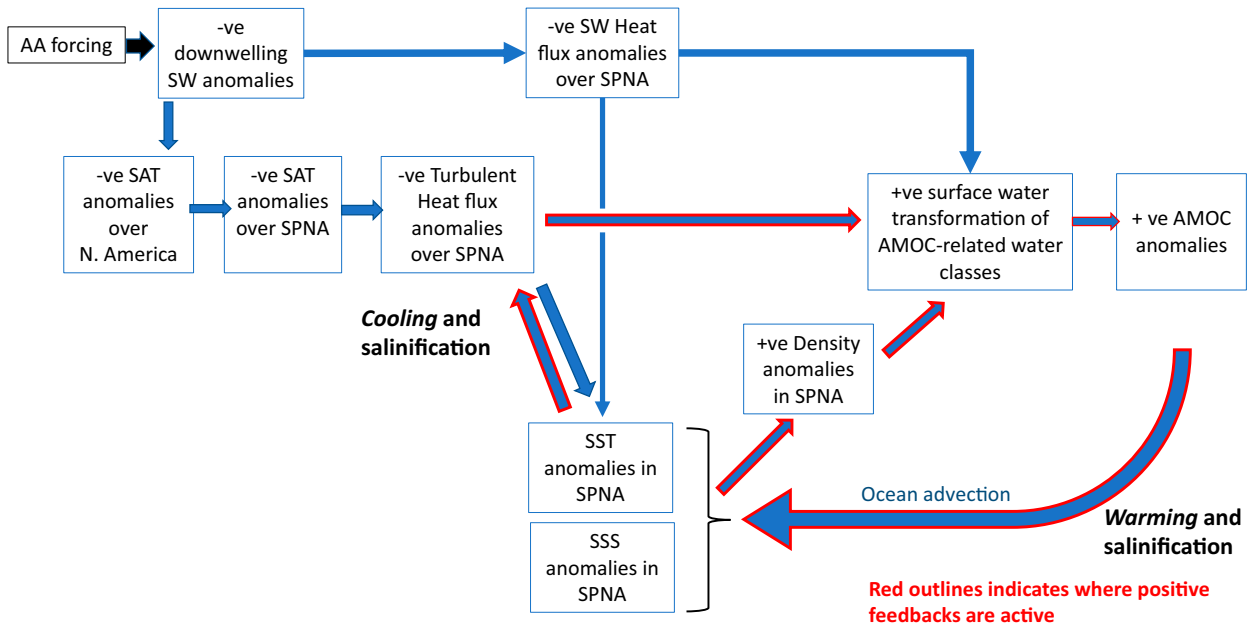 AA forcing
-ve
downwelling
SW anomalies
-ve SW Heat
flux anomalies
over SPNA
-ve SAT
anomalies
over
N. America
-ve SAT
anomalies
over SPNA
-ve Turbulent
Heat flux
anomalies
over SPNA
+ve surface water
transformation of
AMOC-related water
classes
+ ve AMOC
anomalies
Cooling and
salinification
+ve Density
anomalies
in SPNA
SST
anomalies in
SPNA
SSS
anomalies in
SPNA
Ocean advection
Warming and
salinification
Red outlines indicates where positive
feedbacks are active